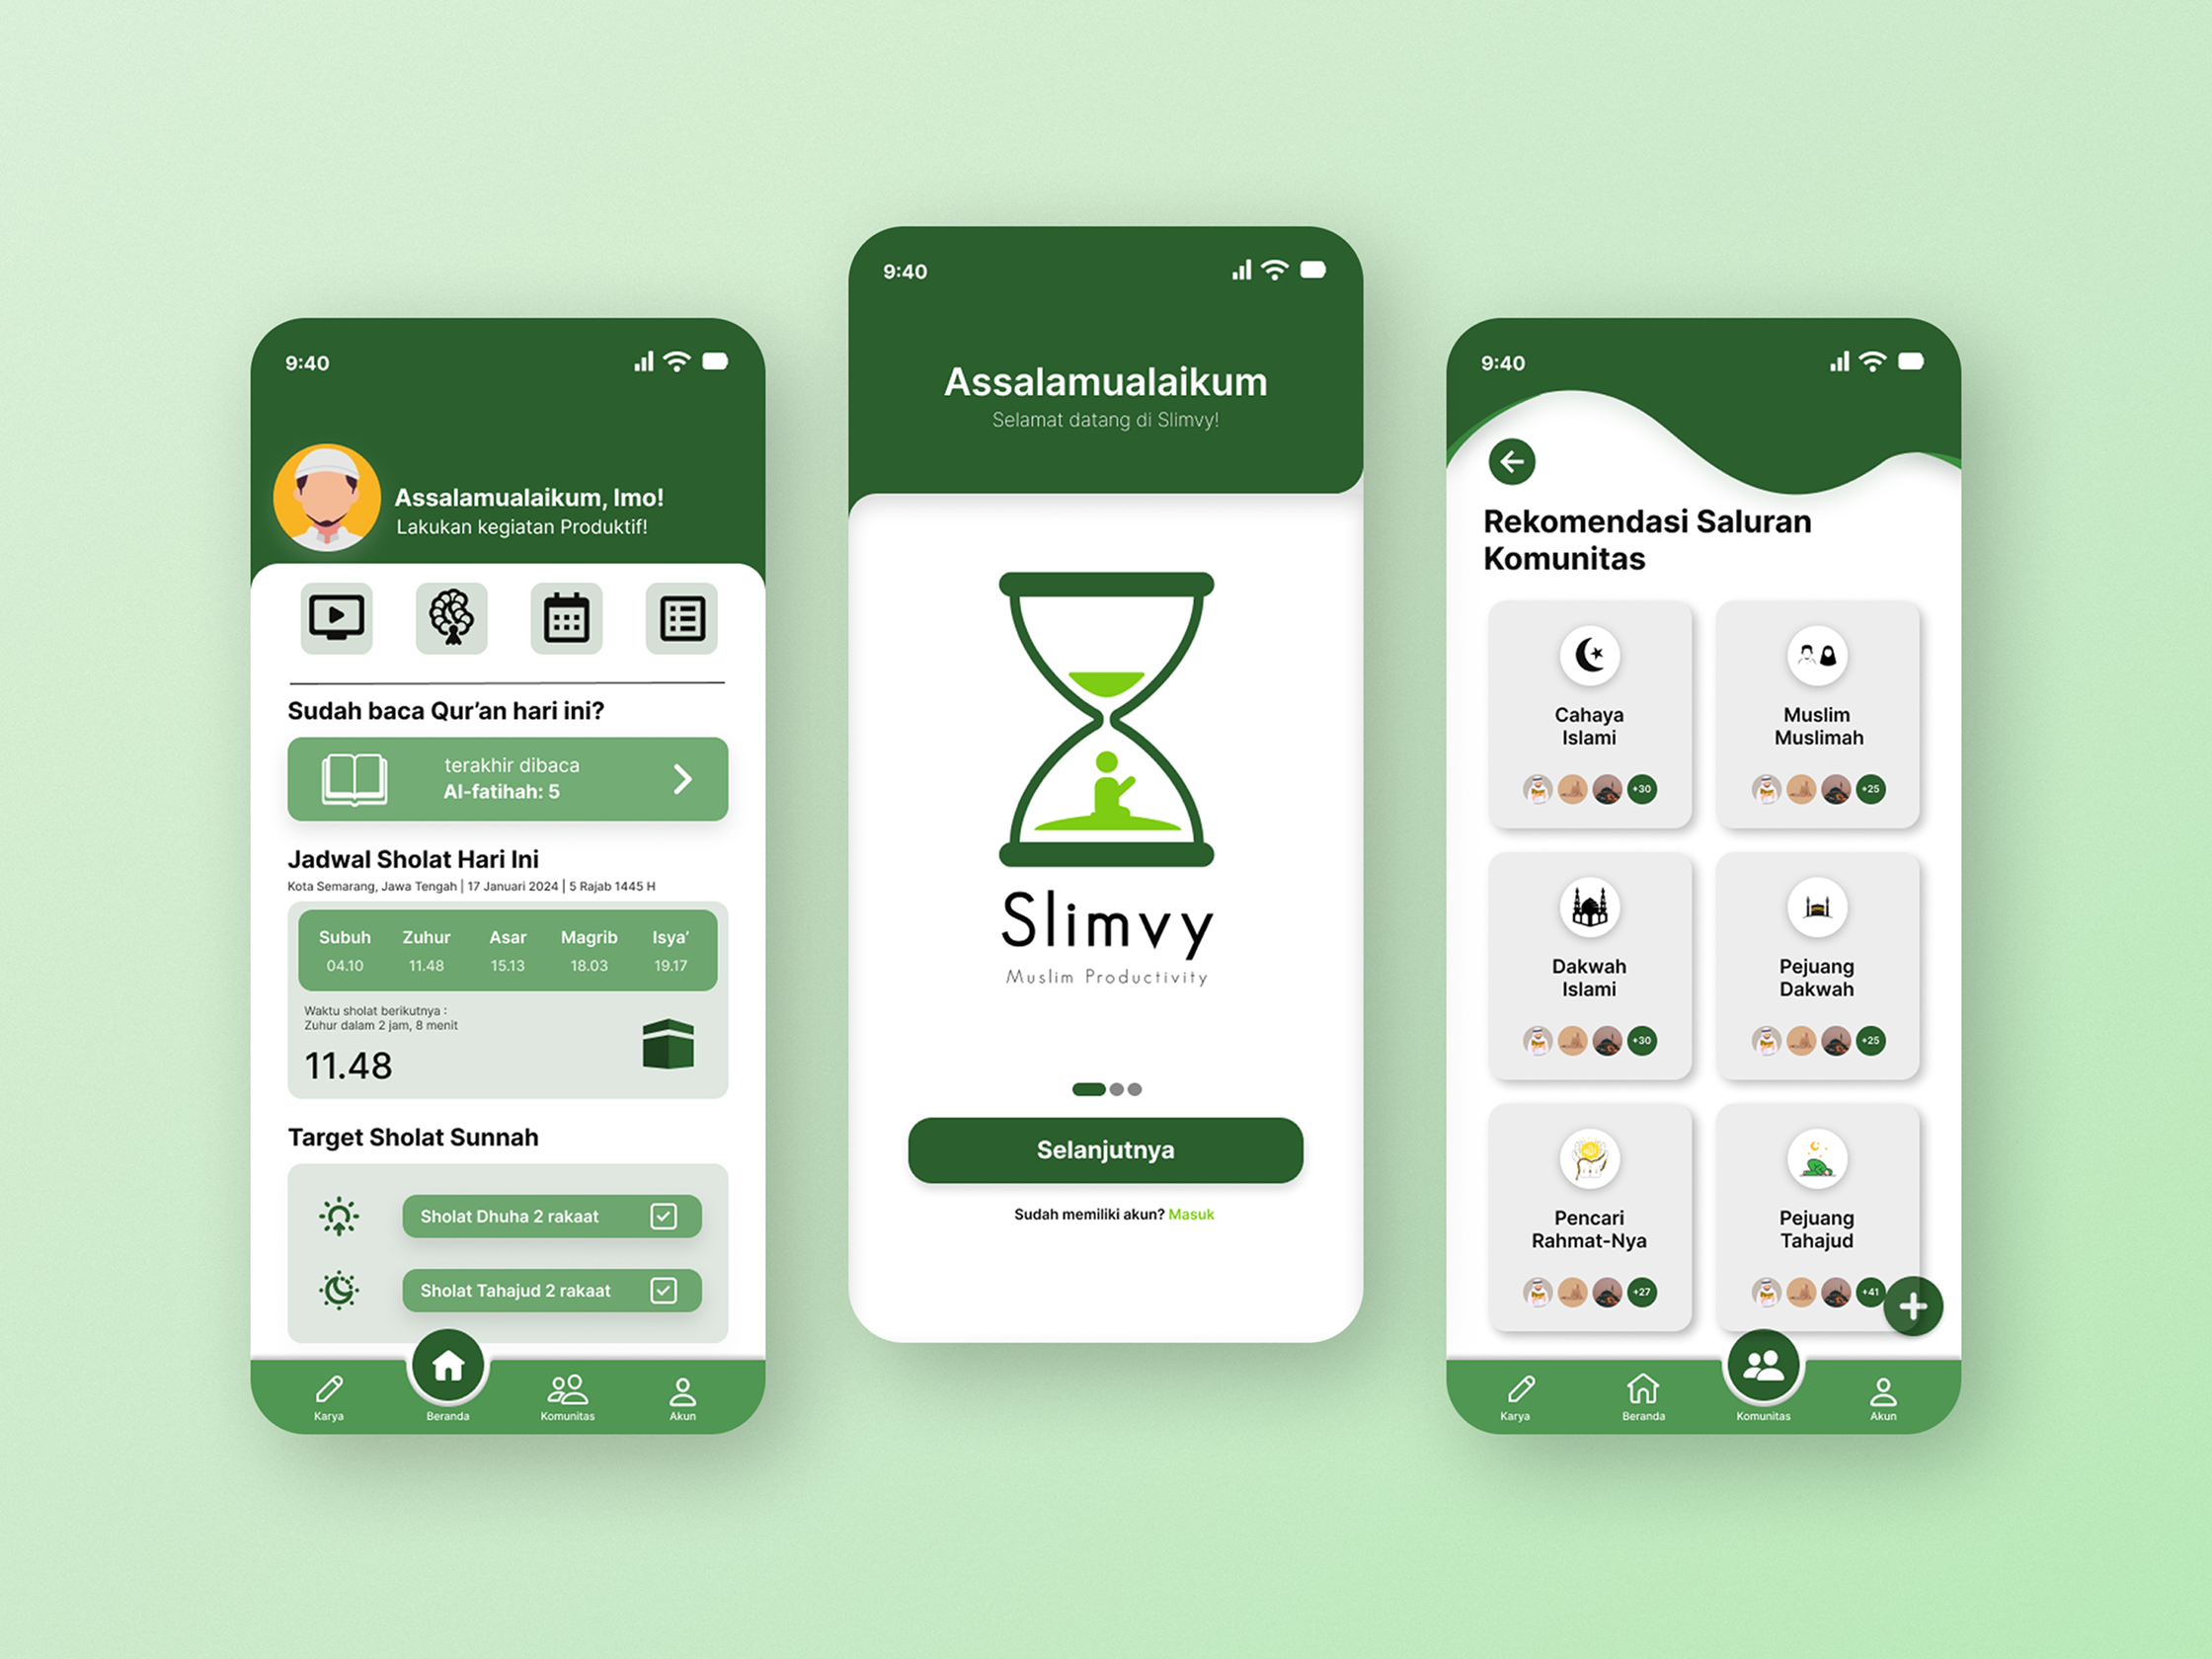 9:40
Assalamualaikum, Imo!
Lakukan kegiatan Produktif!
Sudah baca Qur'an hari ini?
terakhir dibaca
Al-fatihah: 5
Jadwal Sholat Hari Ini
Kota Semarang, Jawa Tengah | 17 Januari 2024 | 5 Rajab 1445 H
Subuh Zuhur Asar Magrib Isya'
04.10 11.48 15.13 18.03 19.17
Waktu sholat berikutnya :
Zuhur dalam 2 jam, 8 menit
11.48
Target Sholat Sunnah
Sholat Dhuha 2 rakaat
Sholat Tahajud 2 rakaat
Karya Beranda Komunitas Akun
9:40
Assalamualaikum
Selamat datang di Slimvy!
Slimvy
Muslim Productivity
Selanjutnya
Sudah memiliki akun? Masuk
9:40
Rekomendasi Saluran
Komunitas
Cahaya
Islami
+30
Muslim
Muslimah
+25
Dakwah
Islami
+30
Pejuang
Dakwah
+25
Pencari
Rahmat-Nya
+27
Pejuang
Tahajud
+41
Karya Beranda Komunitas Akun